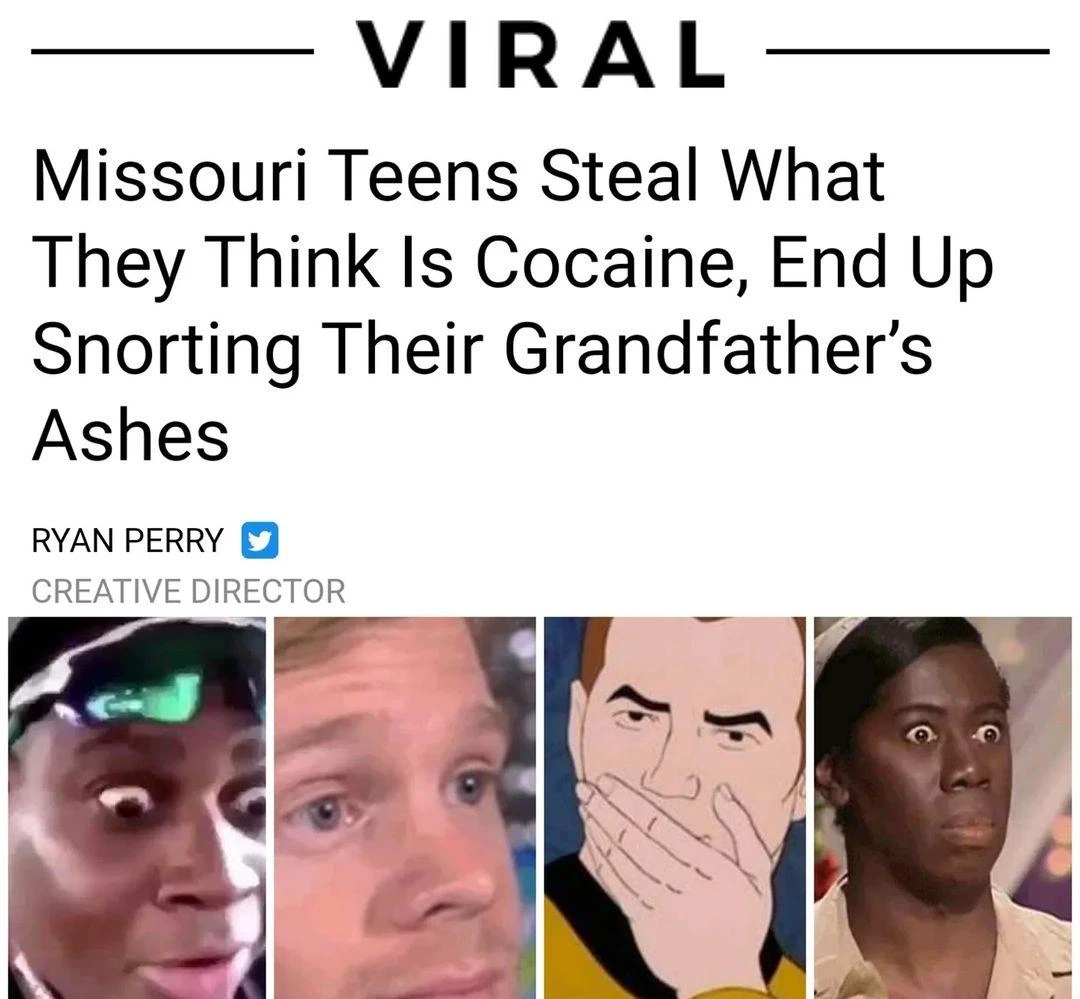 VIRAL
Missouri Teens Steal What
They Think Is Cocaine, End Up
Snorting Their Grandfather’s
Ashes
RYAN PERRY
CREATIVE DIRECTOR